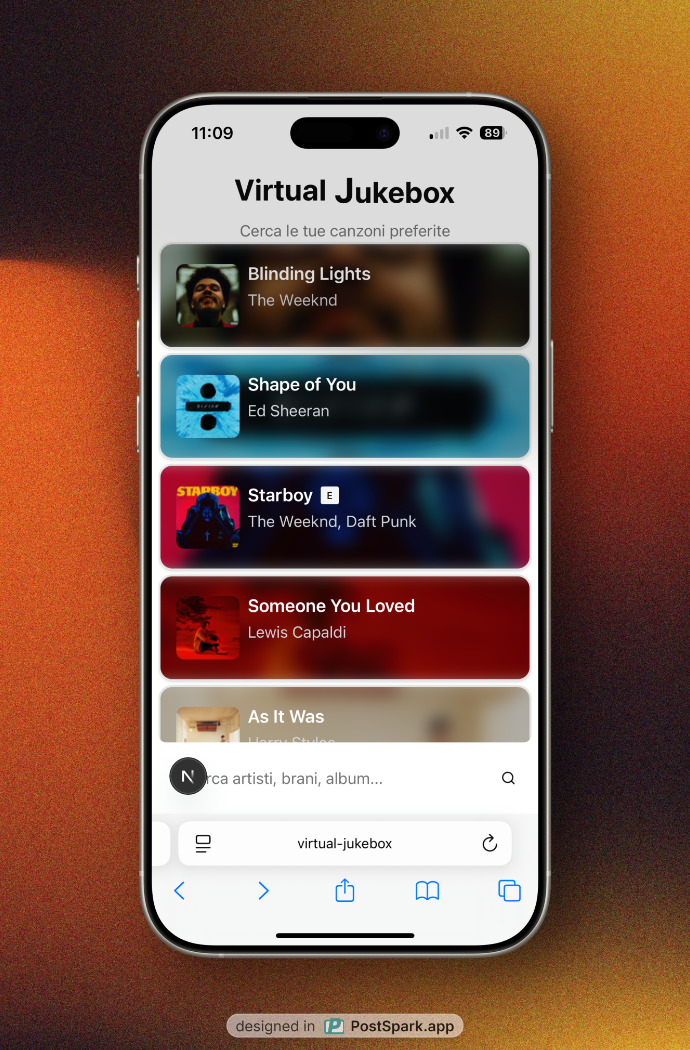 11:09
89
Virtual Jukebox
Cerca le tue canzoni preferite
Blinding Lights
The Weeknd
Shape of You
Ed Sheeran
STARBOY
Starboy E
The Weeknd, Daft Punk
Someone You Loved
Lewis Capaldi
As It Was
Harry Styles
N
rca artisti, brani, album...
virtual-jukebox
designed in P PostSpark.app